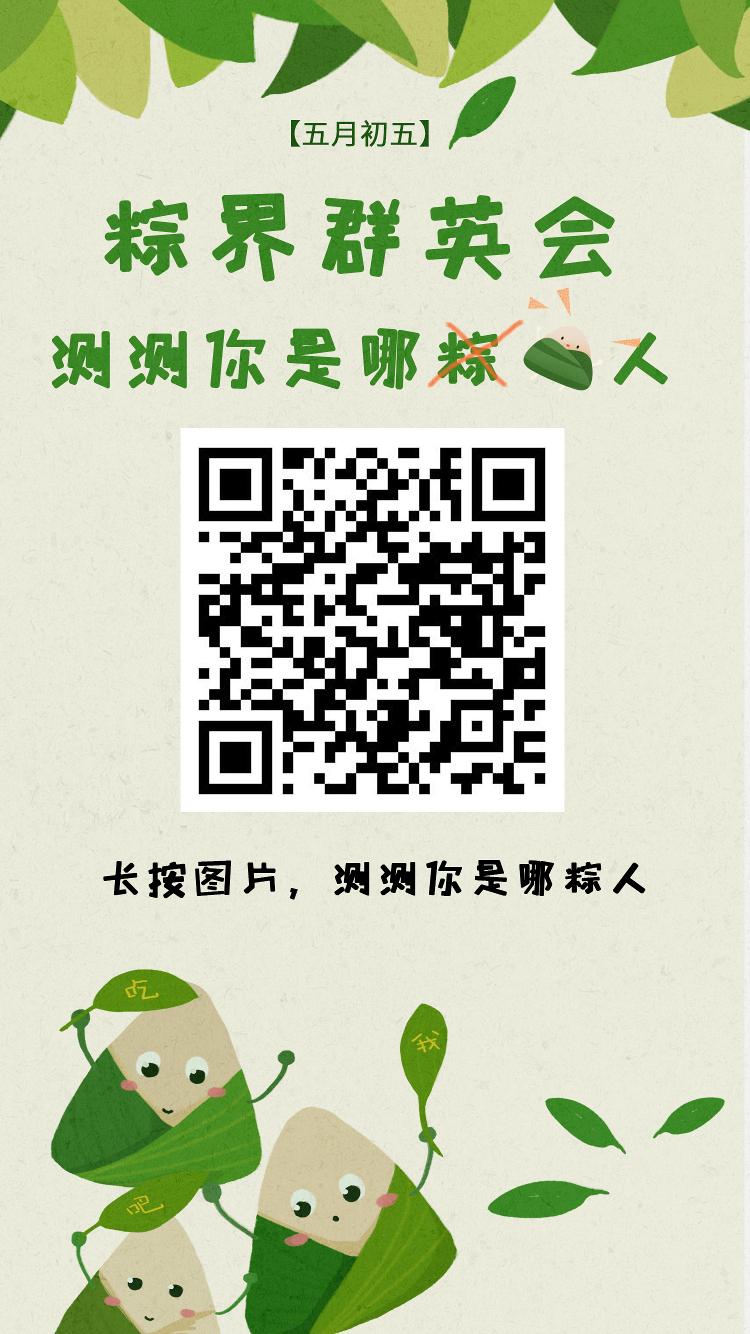 【五月初五】
粽界群英会
测测你是哪粽人
长按图片，测测你是哪粽人
吃
我
吧